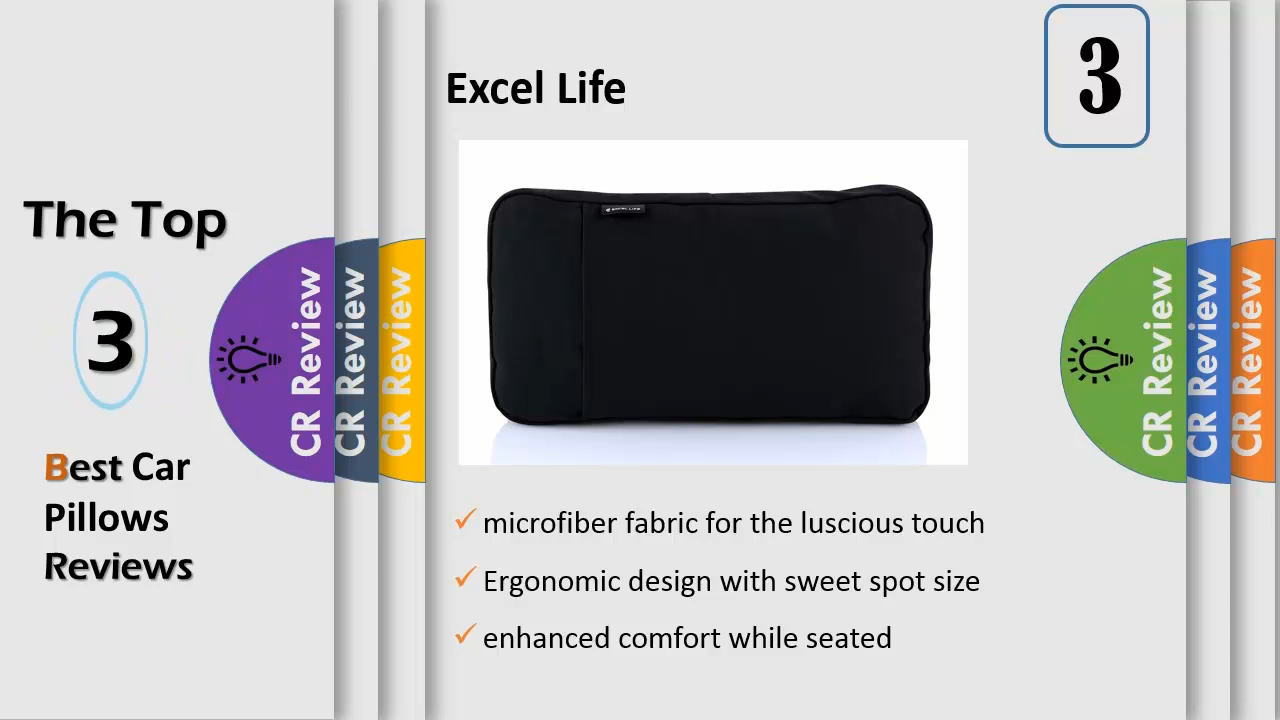 The Top
3
Best Car
Pillows
Reviews
CR Review
CR Review
CR Review
Excel Life
3
EXCEL LIFE
microfiber fabric for the luscious touch
Ergonomic design with sweet spot size
enhanced comfort while seated
CR Review
CR Review
CR Review